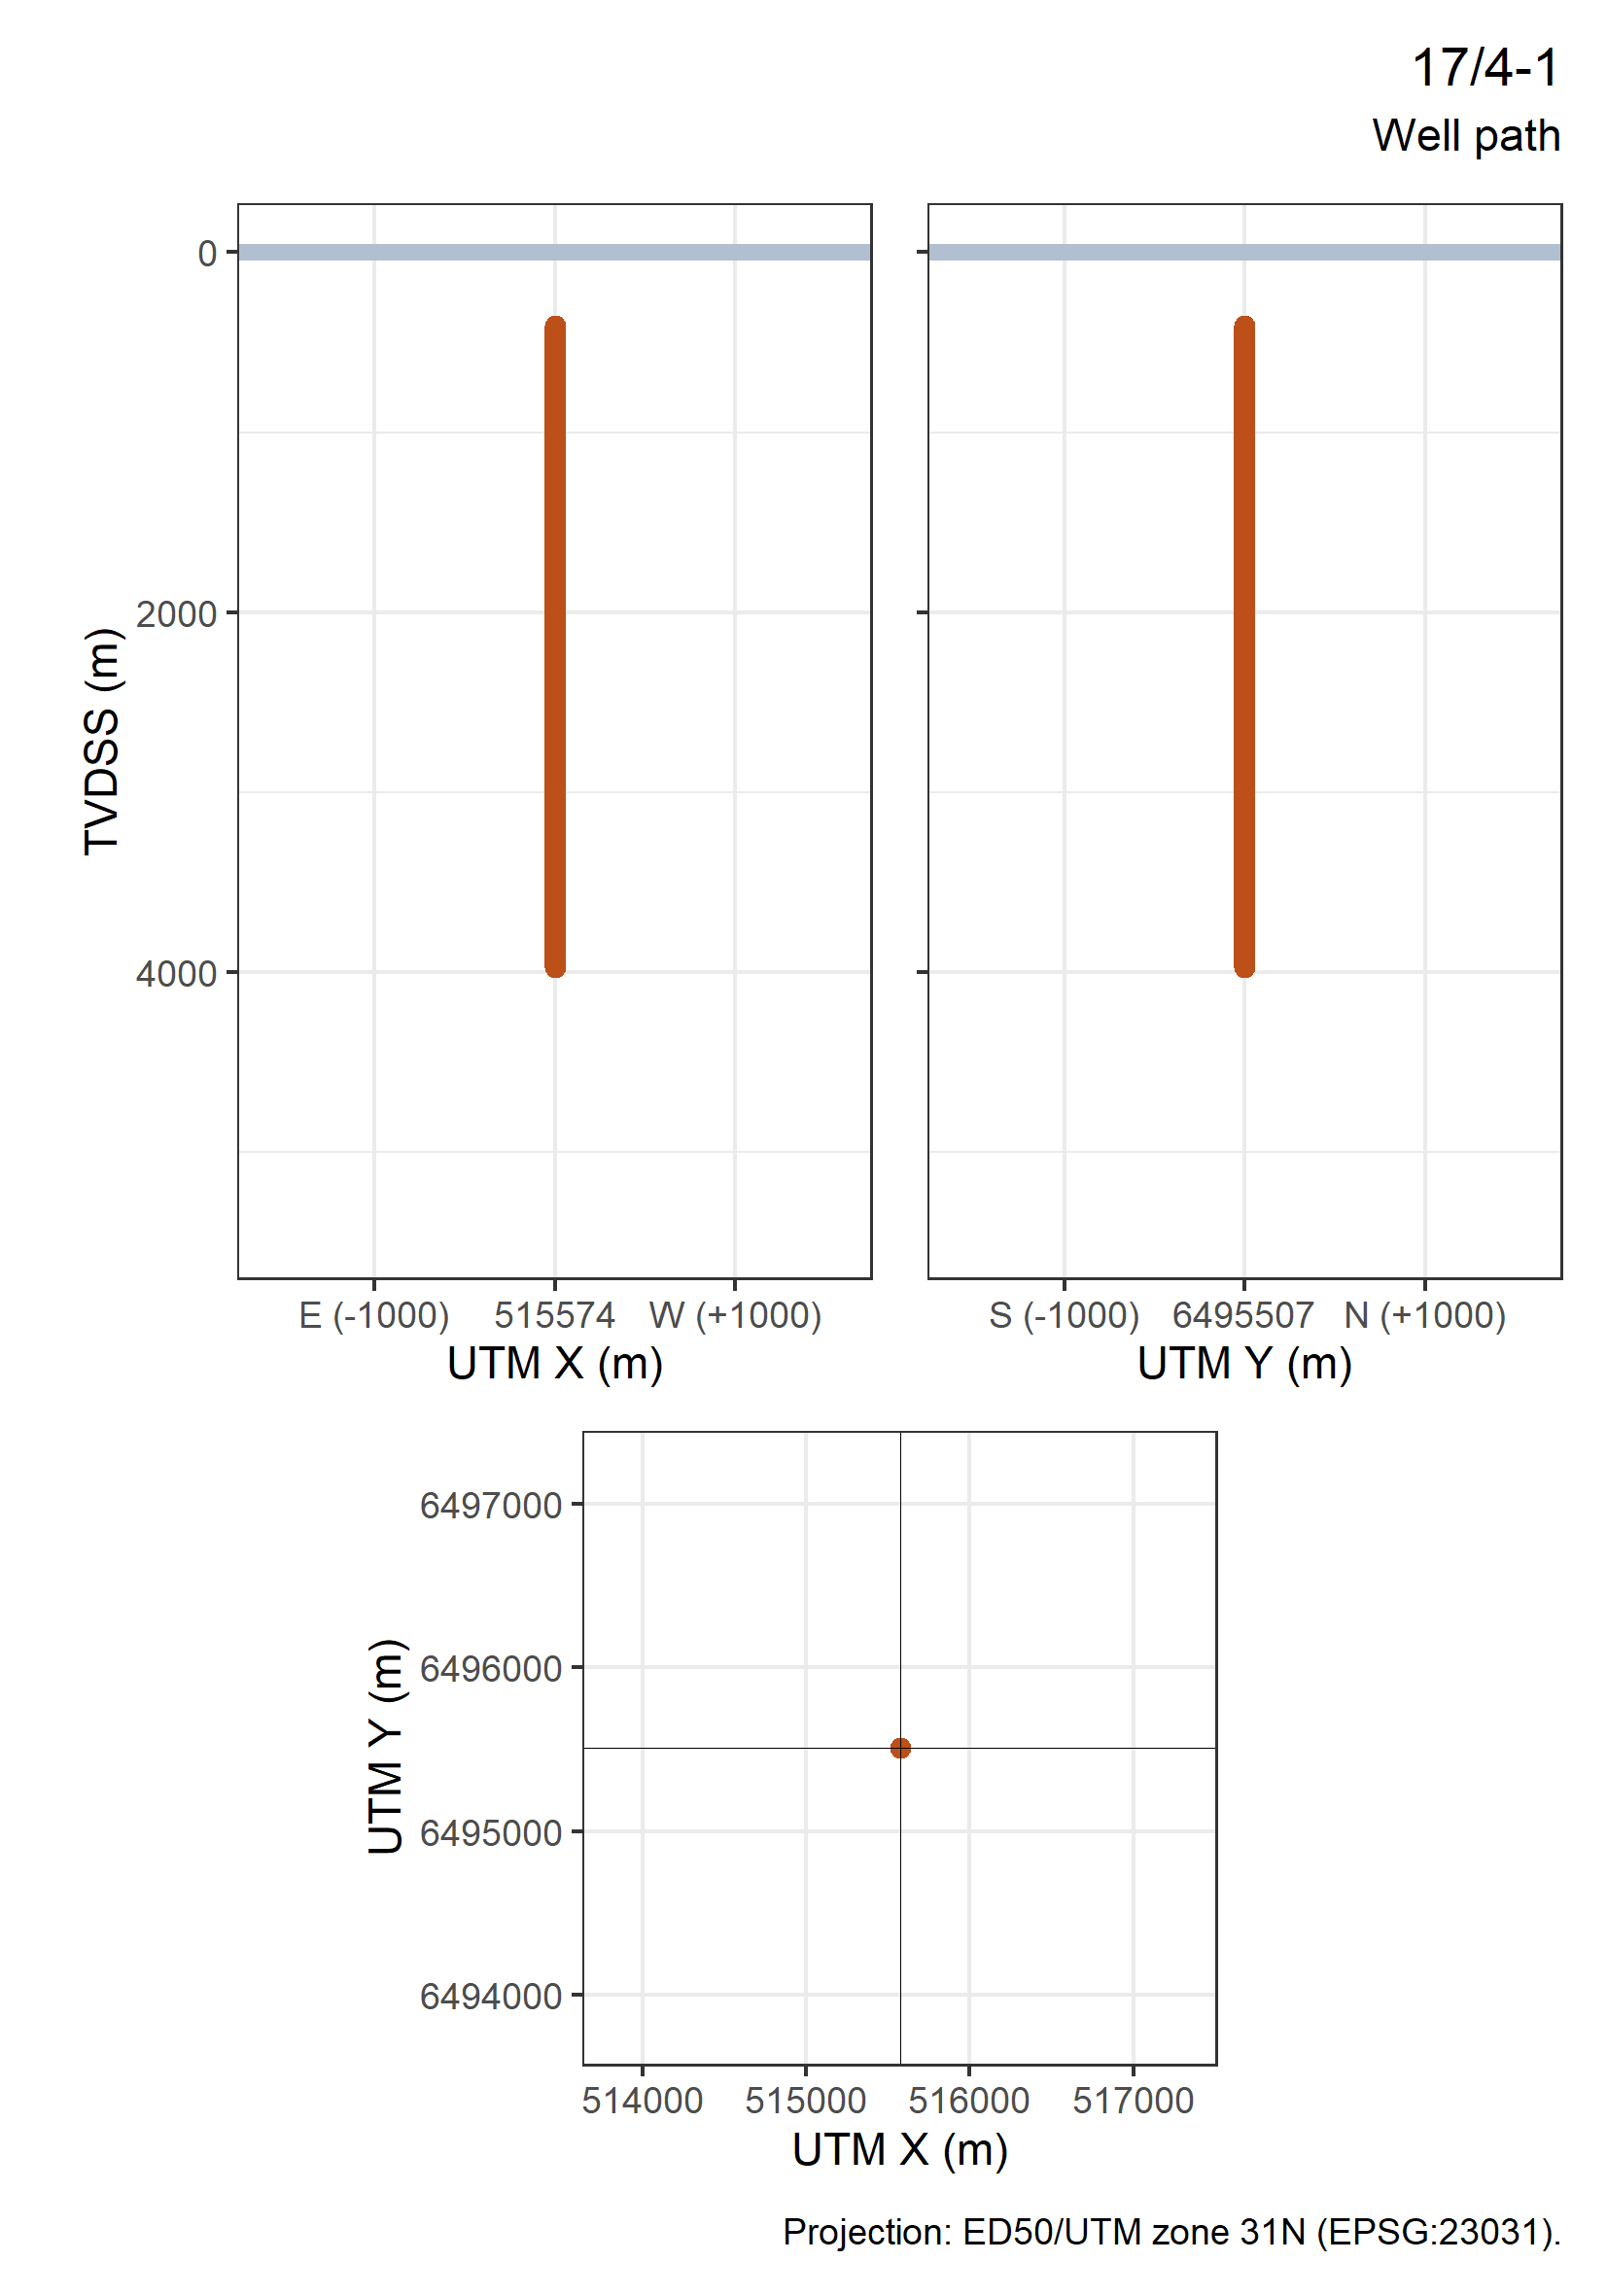 17/4-1
Well path
0
2000
4000
TVDSS (m)
E (-1000) 515574 W (+1000)
UTM X (m)
S (-1000) 6495507 N (+1000)
UTM Y (m)
6497000
6496000
6495000
6494000
UTM Y (m)
514000 515000 516000 517000
UTM X (m)
Projection: ED50/UTM zone 31N (EPSG:23031).